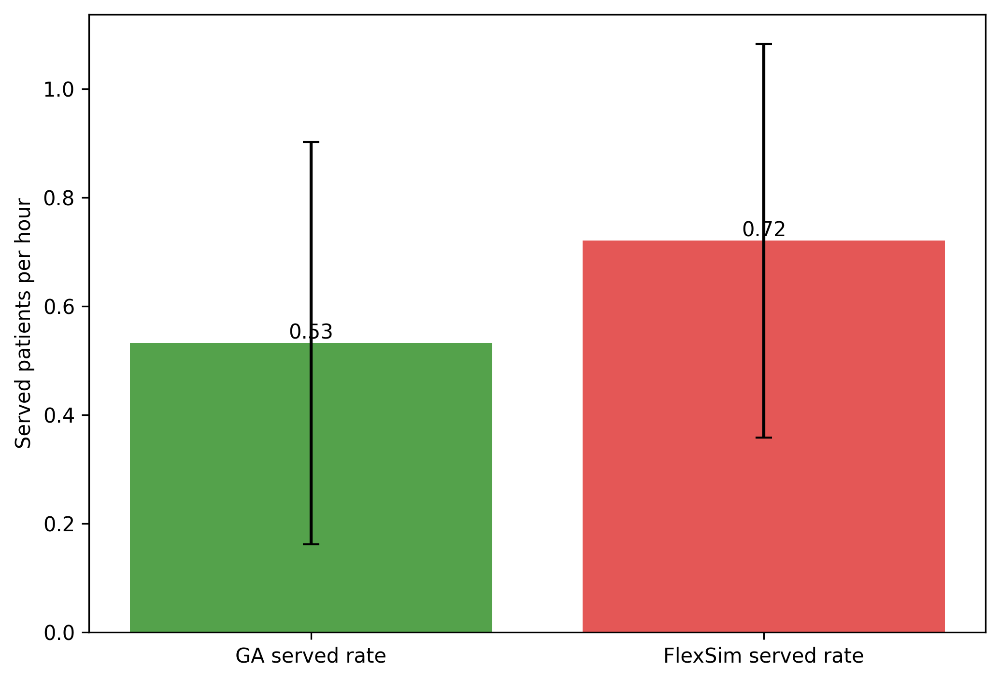 Served patients per hour
1.0
0.8
0.6
0.4
0.2
0.0
0.53
0.72
GA served rate
FlexSim served rate